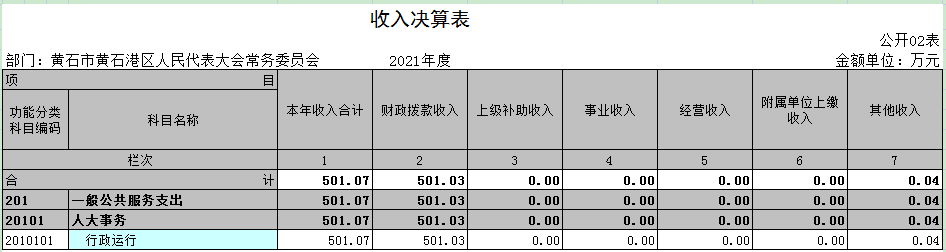 收入决算表
公开02表
部门：黄石市黄石港区人民代表大会常务委员会 2021年度 金额单位：万元
项 目 本年收入合计 财政拨款收入 上级补助收入 事业收入 经营收入 附属单位上缴收入 其他收入
功能分类科目编码 科目名称
栏次 1 2 3 4 5 6 7
合 计 501.07 501.03 0.00 0.00 0.00 0.00 0.04
201 一般公共服务支出 501.07 501.03 0.00 0.00 0.00 0.00 0.04
20101 人大事务 501.07 501.03 0.00 0.00 0.00 0.00 0.04
2010101 行政运行 501.07 501.03 0.00 0.00 0.00 0.00 0.04